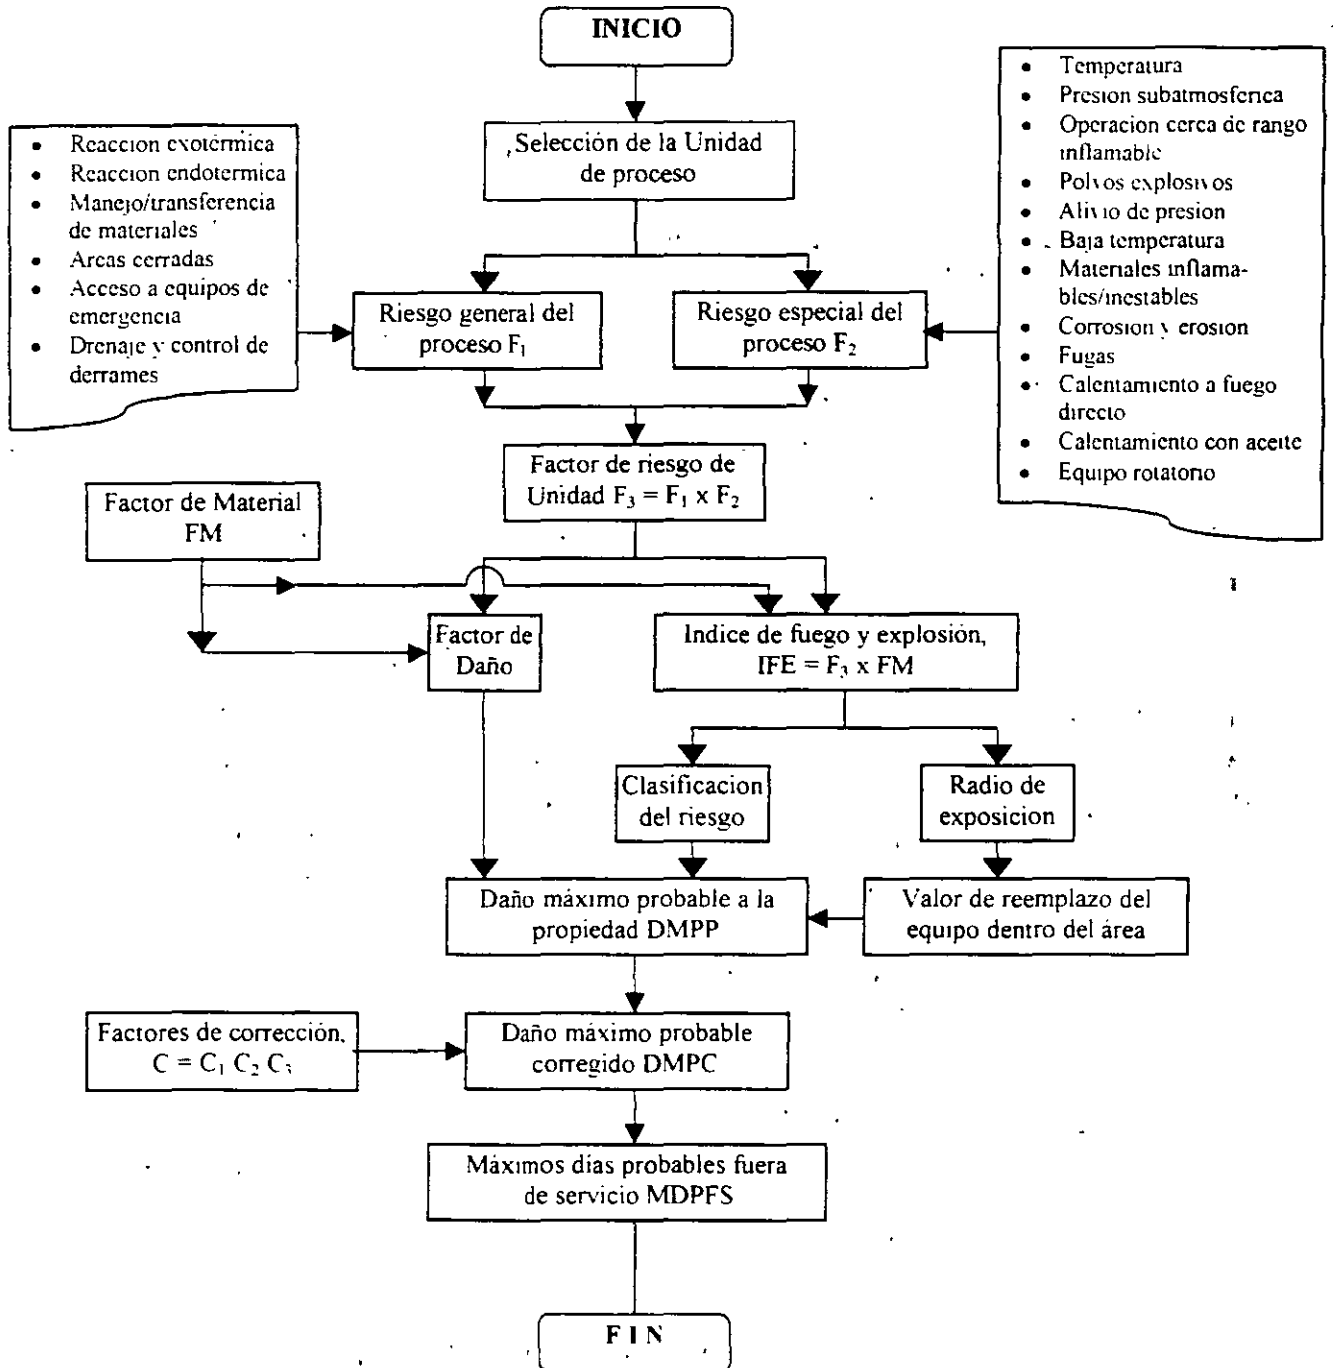 INICIO
Selección de la Unidad
de proceso
• Reaccion exotérmica
• Reaccion endotermica
• Manejo/transferencia
de materiales
• Areas cerradas
• Acceso a equipos de
emergencia
• Drenaje y control de
derrames
• Temperatura
• Presion subatmosferica
• Operacion cerca de rango
inflamable
• Polvos explosivos
• Alivio de presion
• Baja temperatura
• Materiales inflama-
bles/inestables
• Corrosion y erosion
• Fugas
• Calentamiento a fuego
directo
• Calentamiento con aceite
• Equipo rotatorio
Riesgo general del
proceso F₁
Riesgo especial del
proceso F₂
Factor de riesgo de
Unidad F₃ = F₁ x F₂
Factor de Material
FM
Factor de
Daño
Indice de fuego y explosión,
IFE = F₃ x FM
Clasificacion
del riesgo
Radio de
exposicion
Daño máximo probable a la
propiedad DMPP
Valor de reemplazo del
equipo dentro del área
Factores de corrección,
C = C₁ C₂ C₃
Daño máximo probable
corregido DMPC
Máximos días probables fuera
de servicio MDPFS
F I N